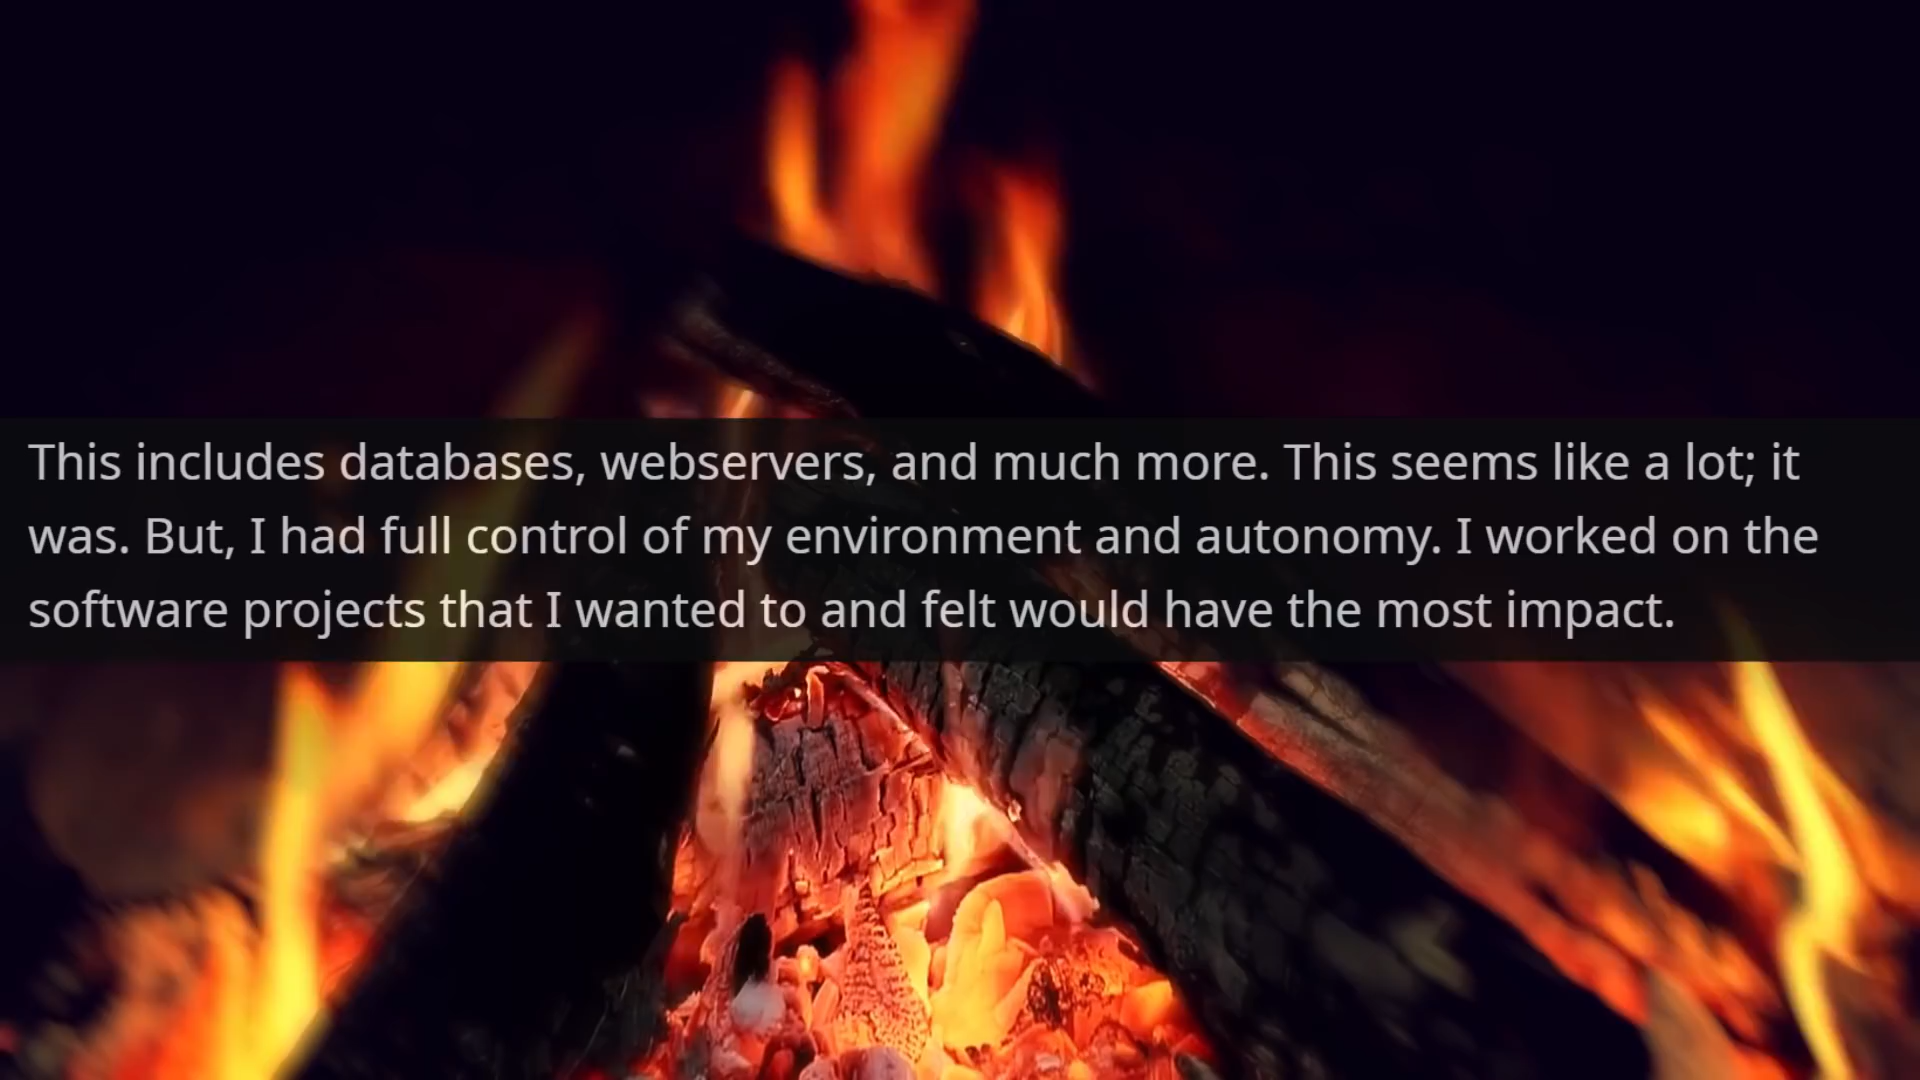 This includes databases, webservers, and much more. This seems like a lot; it
was. But, I had full control of my environment and autonomy. I worked on the
software projects that I wanted to and felt would have the most impact.